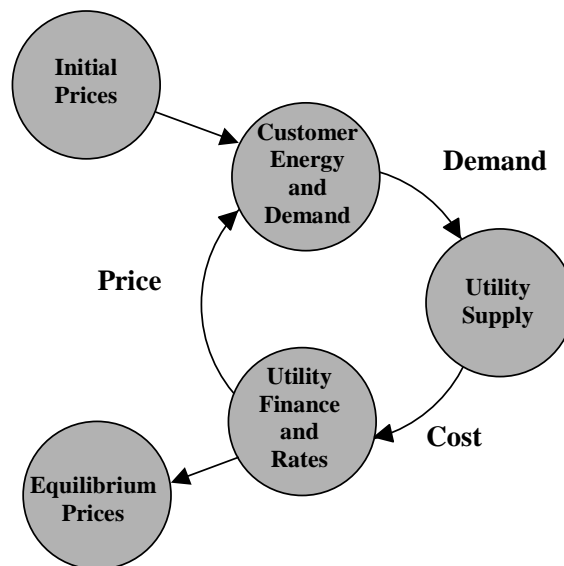 Initial
Prices
Customer
Energy
and
Demand
Demand
Utility
Supply
Price
Utility
Finance
and
Rates
Cost
Equilibrium
Prices